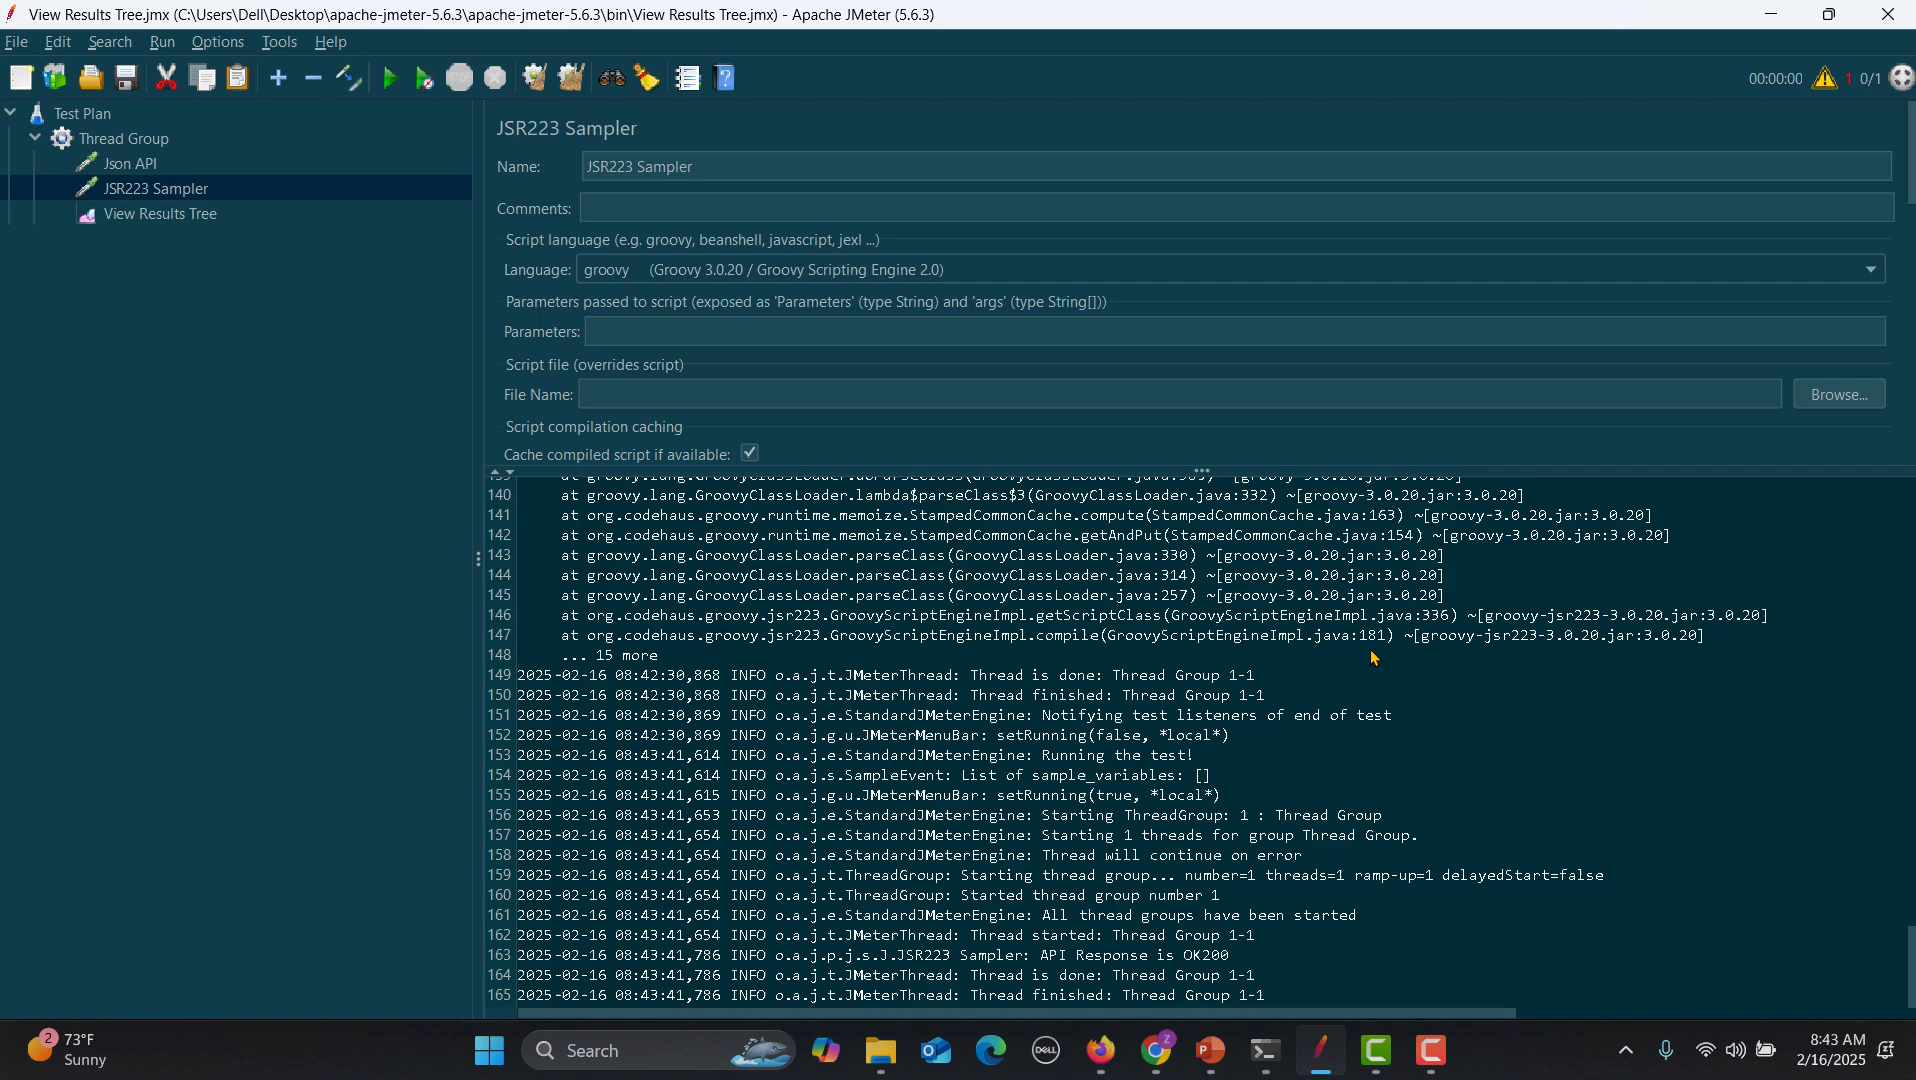 View Results Tree.jmx (C:\Users\Dell\Desktop\apache-jmeter-5.6.3\apache-jmeter-5.6.3\bin\View Results Tree.jmx) - Apache JMeter (5.6.3)
File Edit Search Run Options Tools Help
00:00:00 1 0/1
Test Plan
Thread Group
Json API
JSR223 Sampler
View Results Tree
JSR223 Sampler
Name: JSR223 Sampler
Comments:
Script language (e.g. groovy, beanshell, javascript, jexl ...)
Language: groovy (Groovy 3.0.20 / Groovy Scripting Engine 2.0)
Parameters passed to script (exposed as 'Parameters' (type String) and 'args' (type String[]))
Parameters:
Script file (overrides script)
File Name: Browse...
Script compilation caching
Cache compiled script if available:
140 at groovy.lang.GroovyClassLoader.lambda$parseClass$3(GroovyClassLoader.java:332) ~[groovy-3.0.20.jar:3.0.20]
141 at org.codehaus.groovy.runtime.memoize.StampedCommonCache.compute(StampedCommonCache.java:163) ~[groovy-3.0.20.jar:3.0.20]
142 at org.codehaus.groovy.runtime.memoize.StampedCommonCache.getAndPut(StampedCommonCache.java:154) ~[groovy-3.0.20.jar:3.0.20]
143 at groovy.lang.GroovyClassLoader.parseClass(GroovyClassLoader.java:330) ~[groovy-3.0.20.jar:3.0.20]
144 at groovy.lang.GroovyClassLoader.parseClass(GroovyClassLoader.java:314) ~[groovy-3.0.20.jar:3.0.20]
145 at groovy.lang.GroovyClassLoader.parseClass(GroovyClassLoader.java:257) ~[groovy-3.0.20.jar:3.0.20]
146 at org.codehaus.groovy.jsr223.GroovyScriptEngineImpl.getScriptClass(GroovyScriptEngineImpl.java:336) ~[groovy-jsr223-3.0.20.jar:3.0.20]
147 at org.codehaus.groovy.jsr223.GroovyScriptEngineImpl.compile(GroovyScriptEngineImpl.java:181) ~[groovy-jsr223-3.0.20.jar:3.0.20]
148 ... 15 more
149 2025-02-16 08:42:30,868 INFO o.a.j.t.JMeterThread: Thread is done: Thread Group 1-1
150 2025-02-16 08:42:30,868 INFO o.a.j.t.JMeterThread: Thread finished: Thread Group 1-1
151 2025-02-16 08:42:30,869 INFO o.a.j.e.StandardJMeterEngine: Notifying test listeners of end of test
152 2025-02-16 08:42:30,869 INFO o.a.j.g.u.JMeterMenuBar: setRunning(false, *local*)
153 2025-02-16 08:43:41,614 INFO o.a.j.e.StandardJMeterEngine: Running the test!
154 2025-02-16 08:43:41,614 INFO o.a.j.s.SampleEvent: List of sample_variables: []
155 2025-02-16 08:43:41,615 INFO o.a.j.g.u.JMeterMenuBar: setRunning(true, *local*)
156 2025-02-16 08:43:41,653 INFO o.a.j.e.StandardJMeterEngine: Starting ThreadGroup: 1 : Thread Group
157 2025-02-16 08:43:41,654 INFO o.a.j.e.StandardJMeterEngine: Starting 1 threads for group Thread Group.
158 2025-02-16 08:43:41,654 INFO o.a.j.e.StandardJMeterEngine: Thread will continue on error
159 2025-02-16 08:43:41,654 INFO o.a.j.t.ThreadGroup: Starting thread group... number=1 threads=1 ramp-up=1 delayedStart=false
160 2025-02-16 08:43:41,654 INFO o.a.j.t.ThreadGroup: Started thread group number 1
161 2025-02-16 08:43:41,654 INFO o.a.j.e.StandardJMeterEngine: All thread groups have been started
162 2025-02-16 08:43:41,654 INFO o.a.j.t.JMeterThread: Thread started: Thread Group 1-1
163 2025-02-16 08:43:41,786 INFO o.a.j.p.j.s.J.JSR223 Sampler: API Response is OK200
164 2025-02-16 08:43:41,786 INFO o.a.j.t.JMeterThread: Thread is done: Thread Group 1-1
165 2025-02-16 08:43:41,786 INFO o.a.j.t.JMeterThread: Thread finished: Thread Group 1-1
2
73°F
Sunny
Search
DELL
Z
8:43 AM
2/16/2025